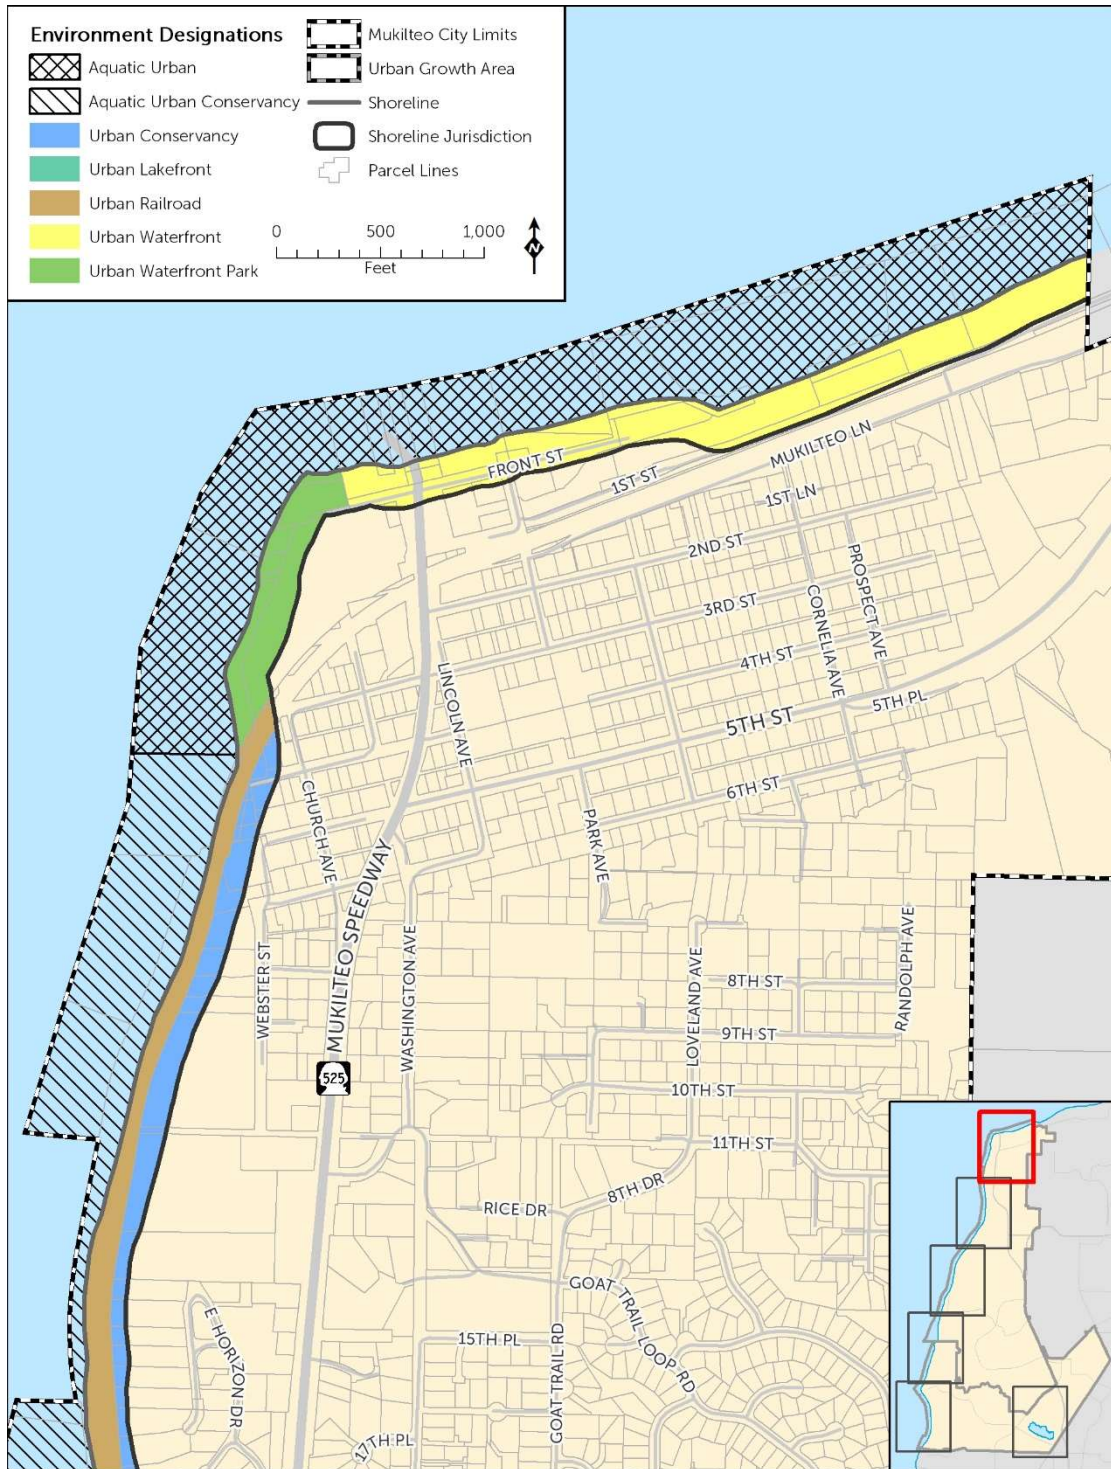 Environment Designations
Aquatic Urban
Aquatic Urban Conservancy
Urban Conservancy
Urban Lakefront
Urban Railroad
Urban Waterfront
Urban Waterfront Park
Mukilteo City Limits
Urban Growth Area
Shoreline
Shoreline Jurisdiction
Parcel Lines
0 500 1,000
Feet
N
FRONT ST
1ST ST
MUKILTEO LN
1ST LN
2ND ST
PROSPECT AVE
3RD ST
CORNELIA AVE
4TH ST
LINCOLN AVE
5TH ST
5TH PL
6TH ST
CHURCH AVE
PARK AVE
MUKILTEO SPEEDWAY
WEBSTER ST
WASHINGTON AVE
LOVELAND AVE
RANDOLPH AVE
8TH ST
9TH ST
525
10TH ST
11TH ST
8TH DR
RICE DR
GOAT TRAIL LOOP RD
E HORIZON DR
15TH PL
GOAT TRAIL RD
17TH PL